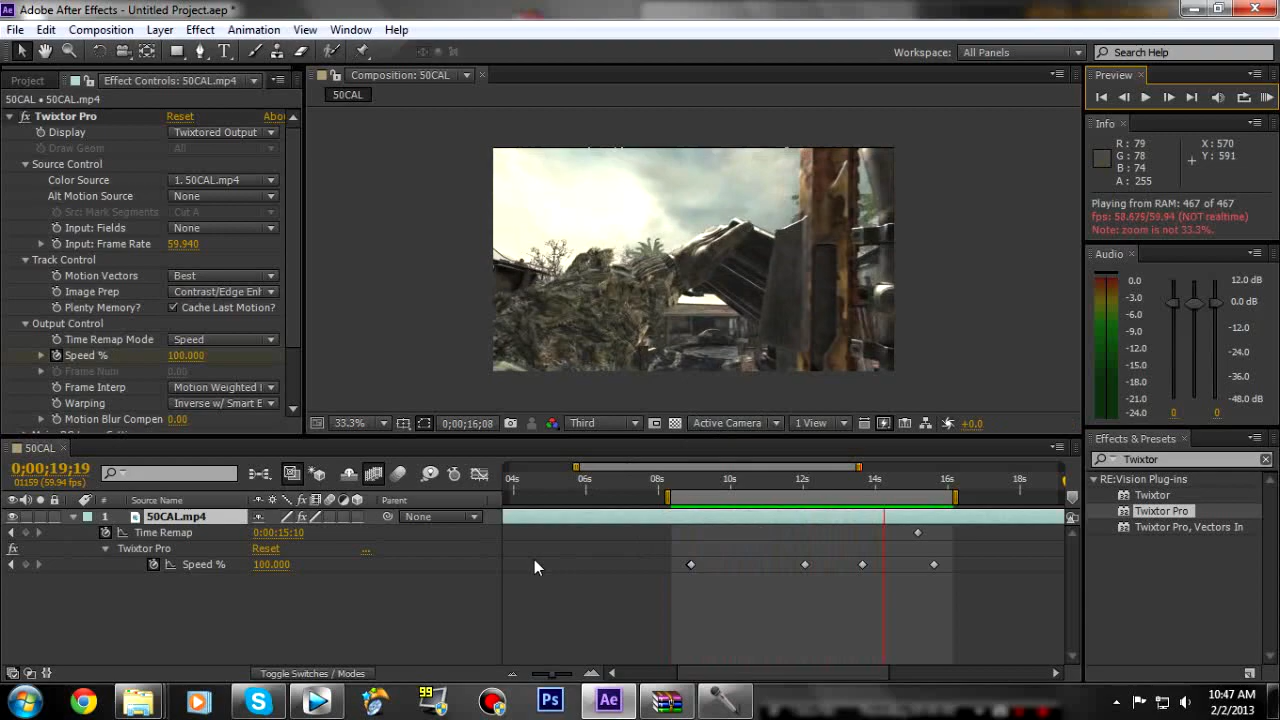 Adobe After Effects - Untitled Project.aep *
File Edit Composition Layer Effect Animation View Window Help
Workspace: All Panels Search Help
Project Effect Controls: 50CAL.mp4
Composition: 50CAL
Preview
50CAL • 50CAL.mp4
50CAL
Twixtor Pro Reset Abou
Display Twixtored Output
Draw Geom All
Source Control
Color Source 1. 50CAL.mp4
Alt Motion Source None
Src: Mark Segments Cut A
Input: Fields None
Input: Frame Rate 59.940
Track Control
Motion Vectors Best
Image Prep Contrast/Edge Enh
Plenty Memory? Cache Last Motion?
Output Control
Time Remap Mode Speed
Speed % 100.000
Frame Num 0.00
Frame Interp Motion Weighted
Warping Inverse w/ Smart E
Motion Blur Compen 0.00
Info
R: 79 X: 570
G: 78 Y: 591
B: 74
A: 255
Playing from RAM: 467 of 467
fps: 58.675/59.94 (NOT realtime)
Note: zoom is not 33.3%.
Audio
0.0 12.0 dB
-3.0 0.0 dB
-6.0
-9.0 -12.0
-12.0 -24.0
-15.0
-18.0 -36.0
-21.0 -48.0 dB
-24.0 0 0
33.3% 0;00;15;08 Third Active Camera 1 View +0.0
Effects & Presets
Twixtor
RE:Vision Plug-ins
Twixtor
Twixtor Pro
Twixtor Pro, Vectors In
50CAL
0;00;19;19
01159 (59.94 fps)
04s 06s 08s 10s 12s 14s 16s 18s
# Source Name Parent
1 50CAL.mp4 None
Time Remap 0:00:15:10
Twixtor Pro Reset ...
Speed % 100.000
Toggle Switches / Modes
99
Ps
Ae
10:47 AM
2/2/2013